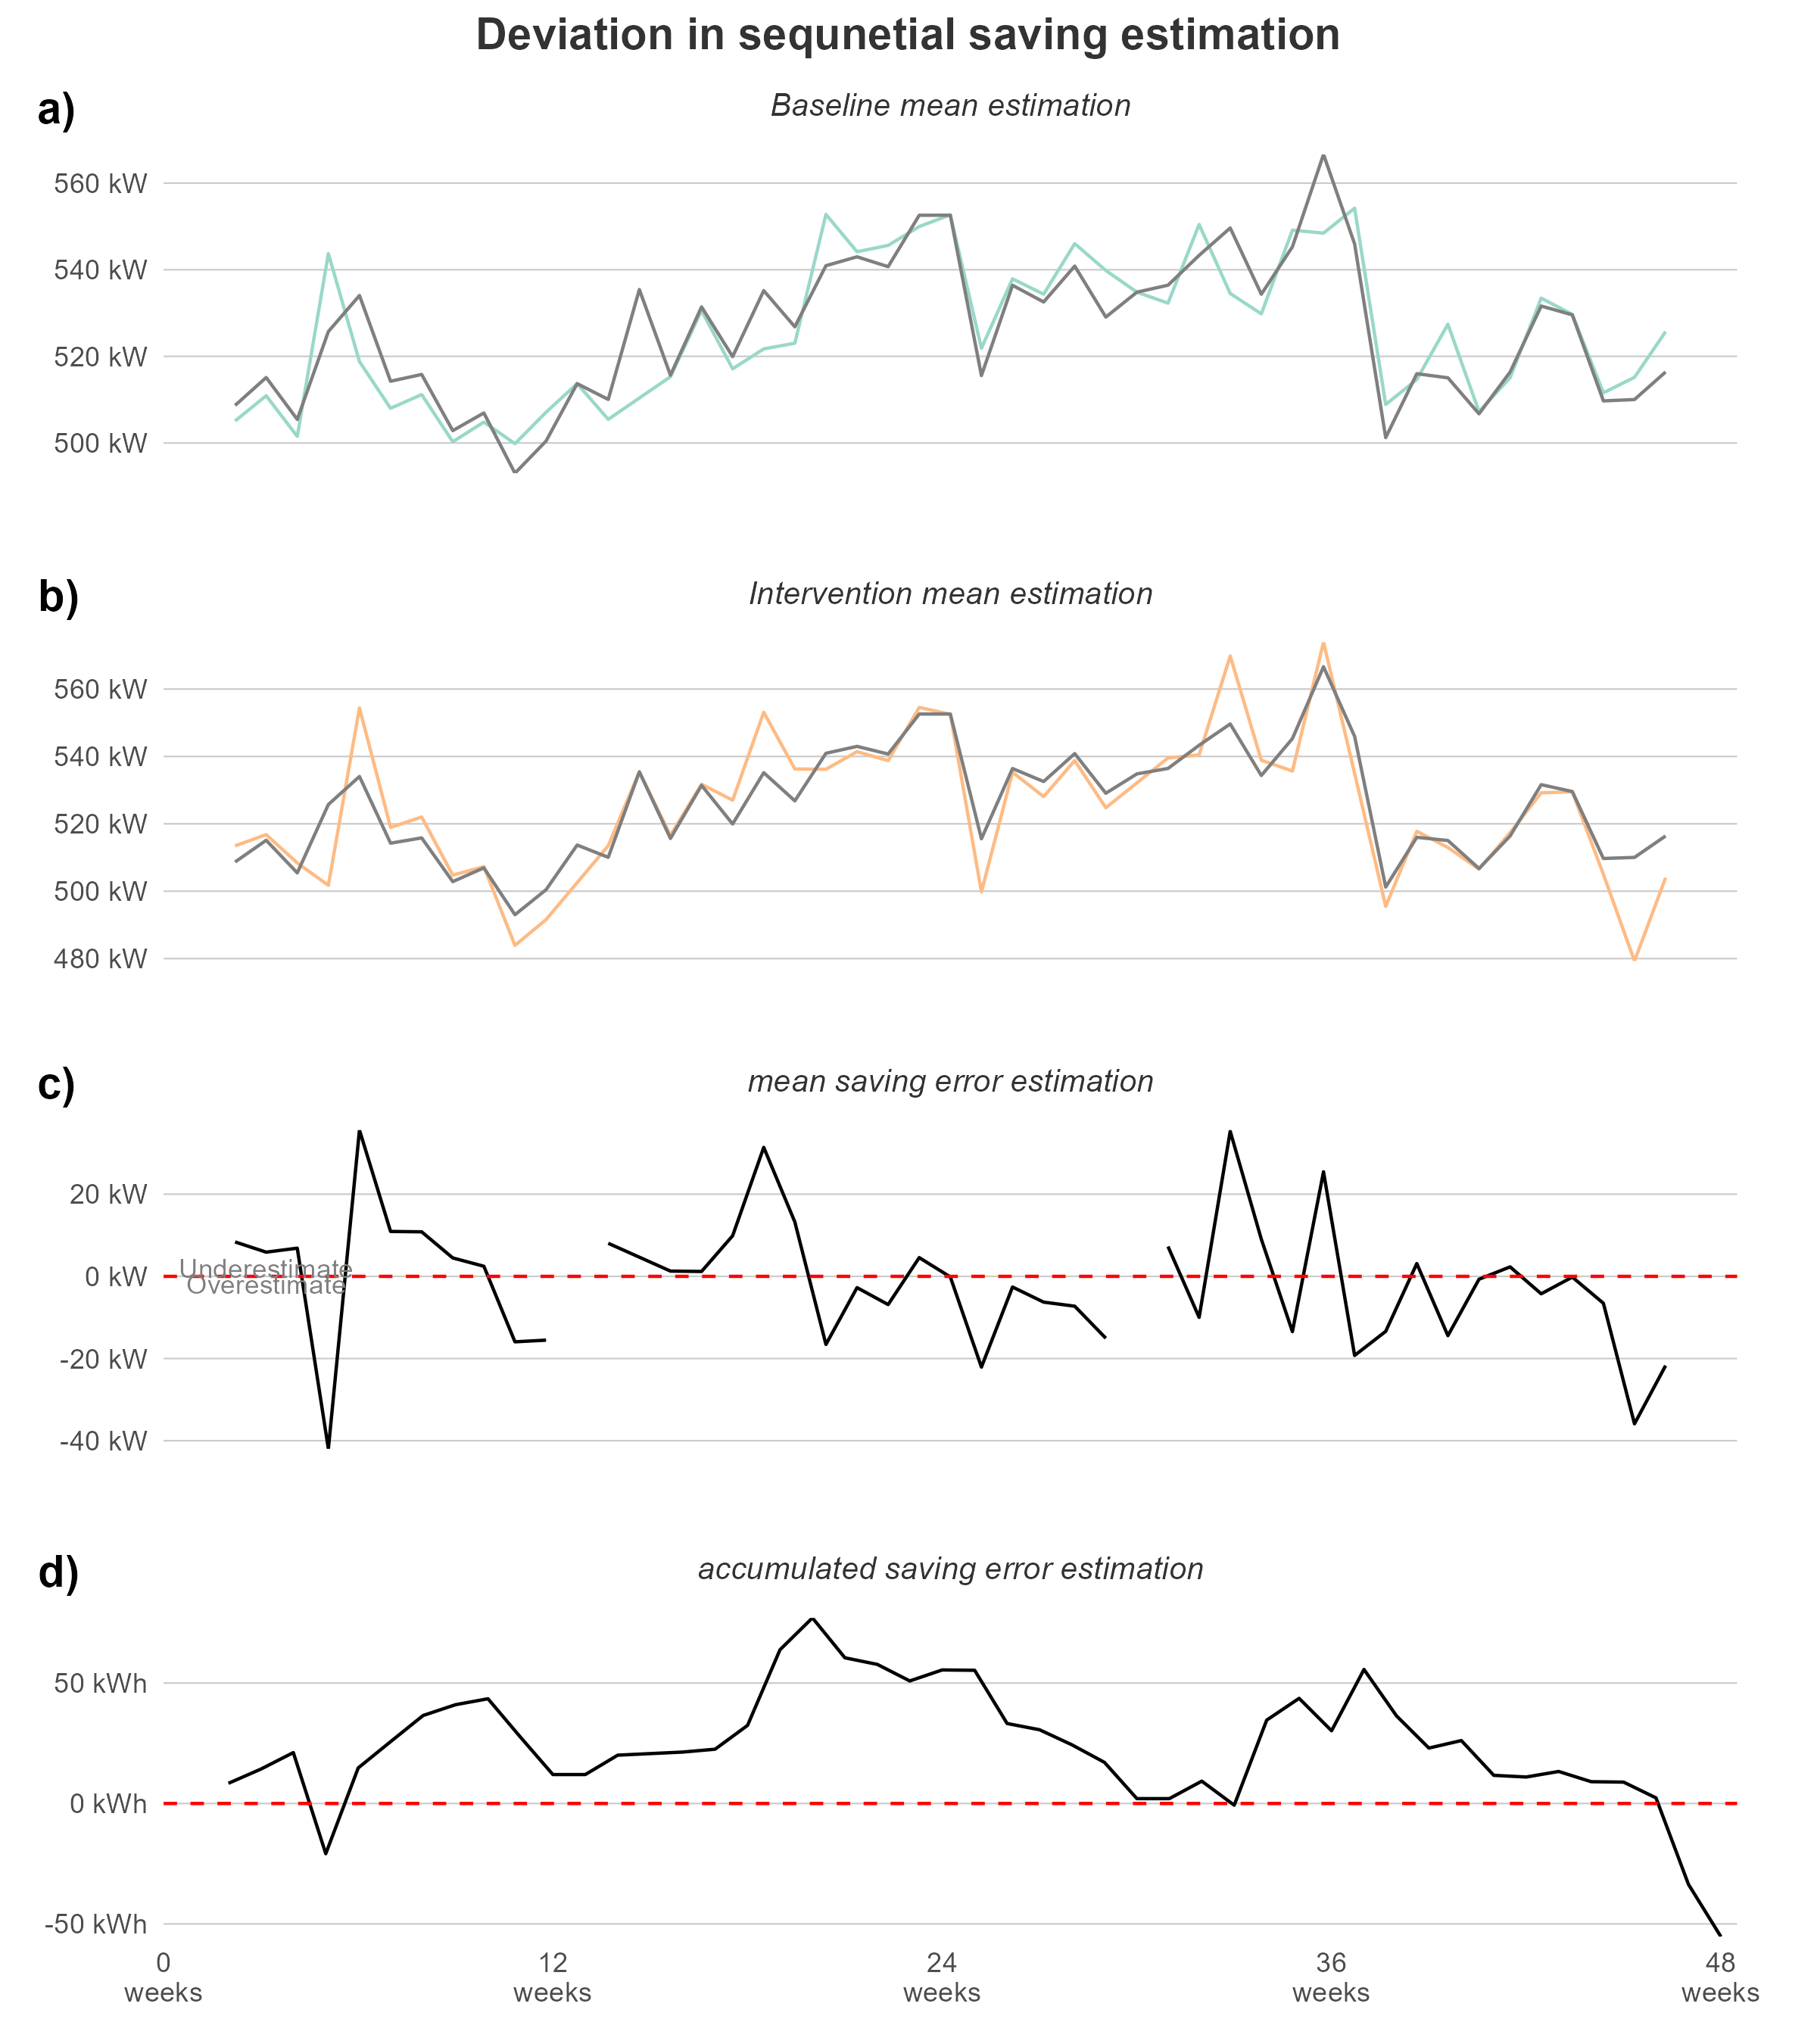 Deviation in sequnetial saving estimation
a)
Baseline mean estimation
560 kW
540 kW
520 kW
500 kW
b)
Intervention mean estimation
560 kW
540 kW
520 kW
500 kW
480 kW
c)
mean saving error estimation
20 kW
Underestimate
0 kW
Overestimate
-20 kW
-40 kW
d)
accumulated saving error estimation
50 kWh
0 kWh
-50 kWh
0 12 24 36 48
weeks weeks weeks weeks weeks